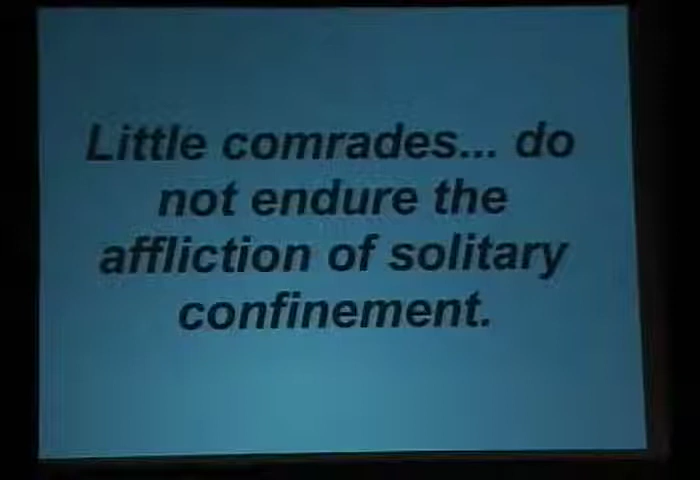 Little comrades... do
not endure the
affliction of solitary
confinement.